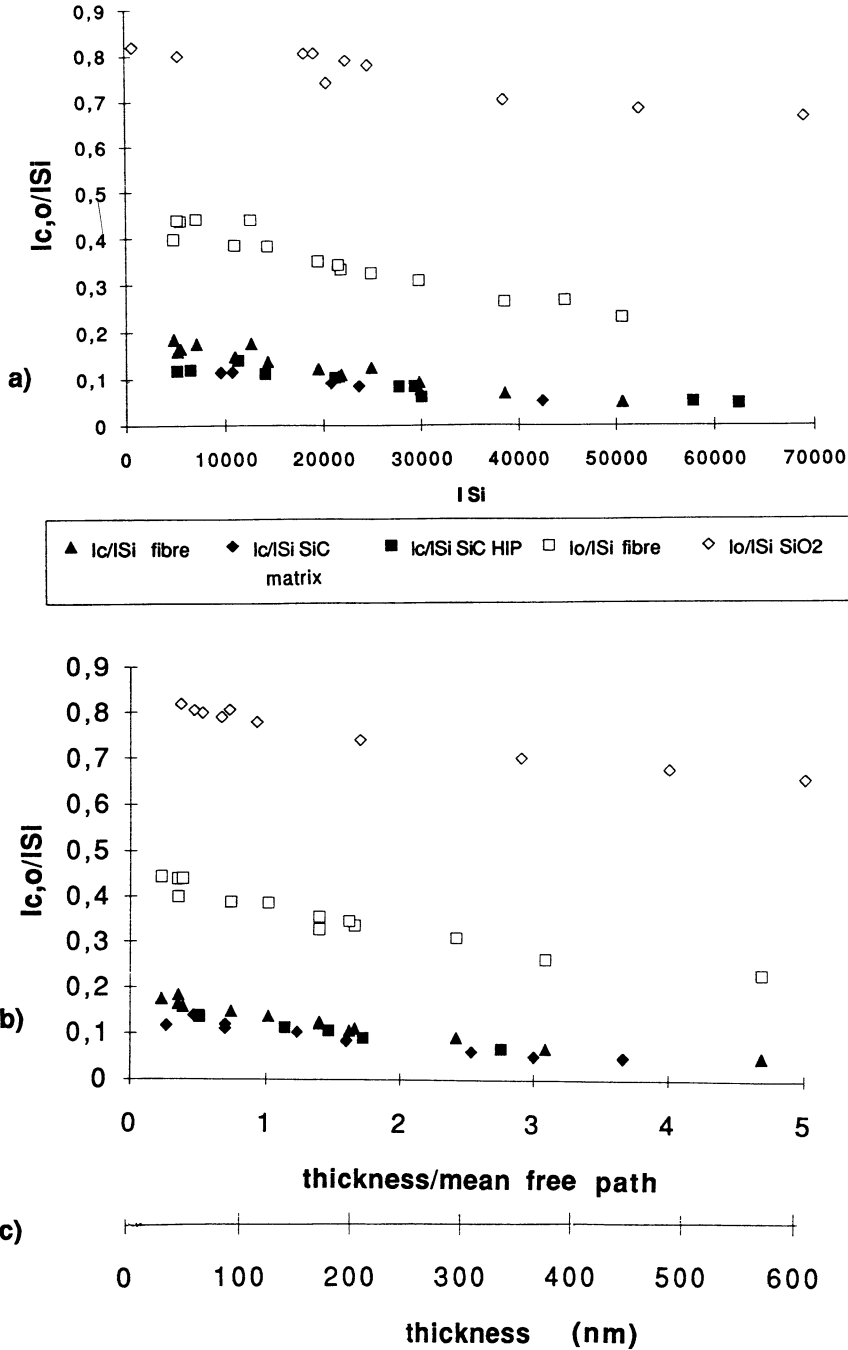 0,9
0,8
0,7
0,6
0,5
0,4
0,3
0,2
0,1
0
Ic,o/ISi
a)
0 10000 20000 30000 40000 50000 60000 70000
I Si
Ic/ISi fibre Ic/ISi SiC matrix Ic/ISi SiC HIP Io/ISi fibre Io/ISi SiO2
0,9
0,8
0,7
0,6
0,5
0,4
0,3
0,2
0,1
0
Ic,o/ISi
b)
0 1 2 3 4 5
thickness/mean free path
c)
0 100 200 300 400 500 600
thickness (nm)